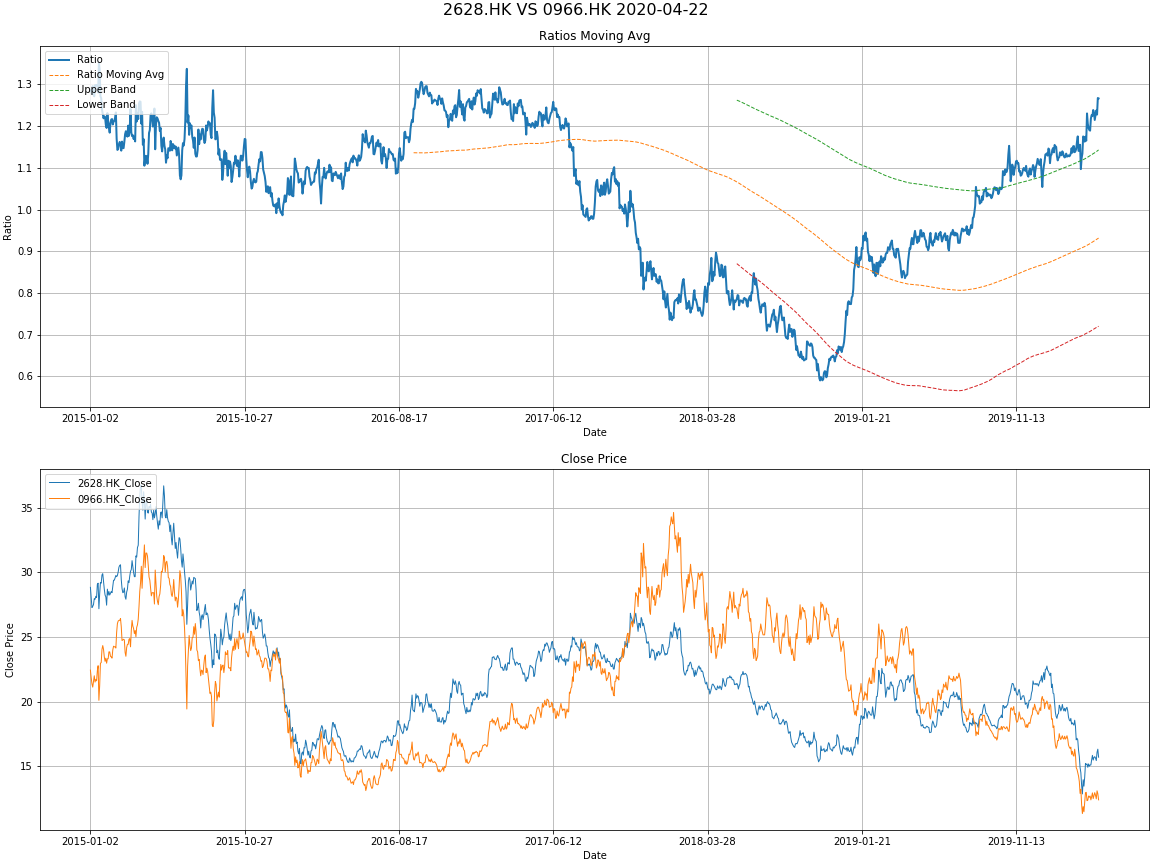 2628.HK VS 0966.HK 2020-04-22
Ratios Moving Avg
Ratio
Ratio Moving Avg
Upper Band
Lower Band
1.3
1.2
1.1
1.0
0.9
0.8
0.7
0.6
Ratio
2015-01-02 2015-10-27 2016-08-17 2017-06-12 2018-03-28 2019-01-21 2019-11-13
Date
Close Price
2628.HK_Close
0966.HK_Close
35
30
25
20
15
Close Price
2015-01-02 2015-10-27 2016-08-17 2017-06-12 2018-03-28 2019-01-21 2019-11-13
Date